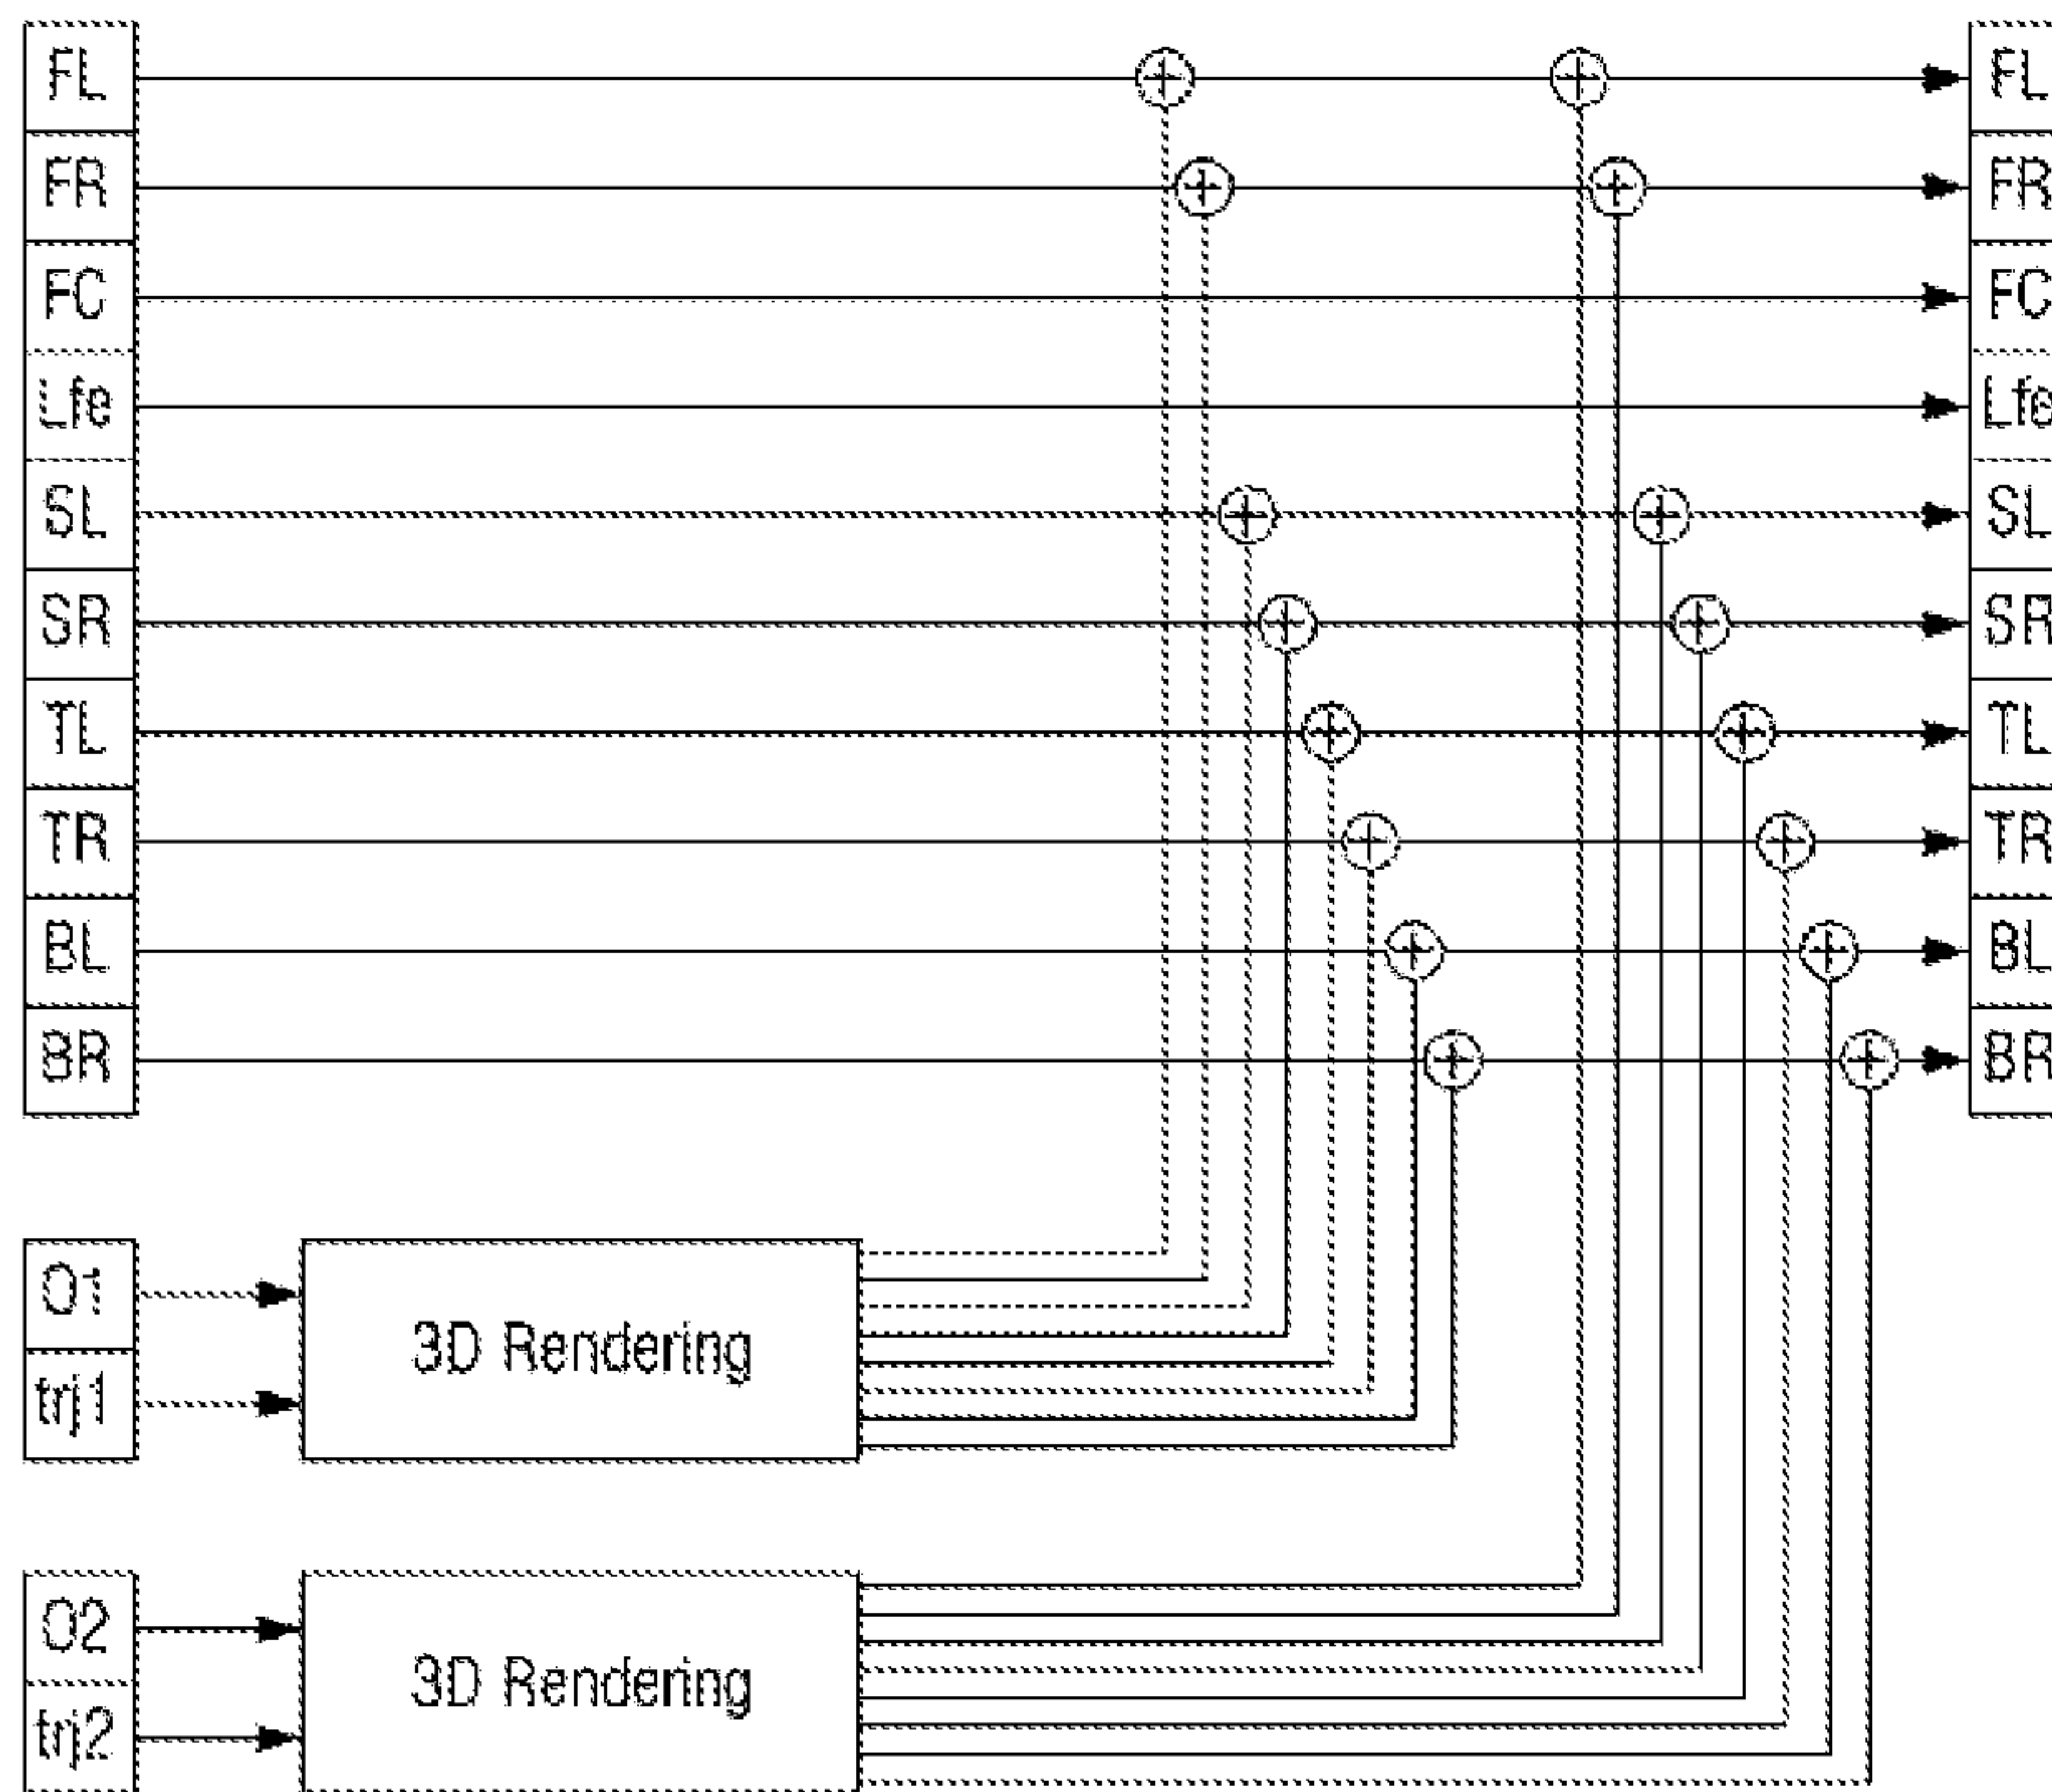 FL FL
FR FR
FC FC
Lfe Lfe
SL SL
SR SR
TL TL
TR TR
BL BL
BR BR
O1
trj1
3D Rendering
O2
trj2
3D Rendering